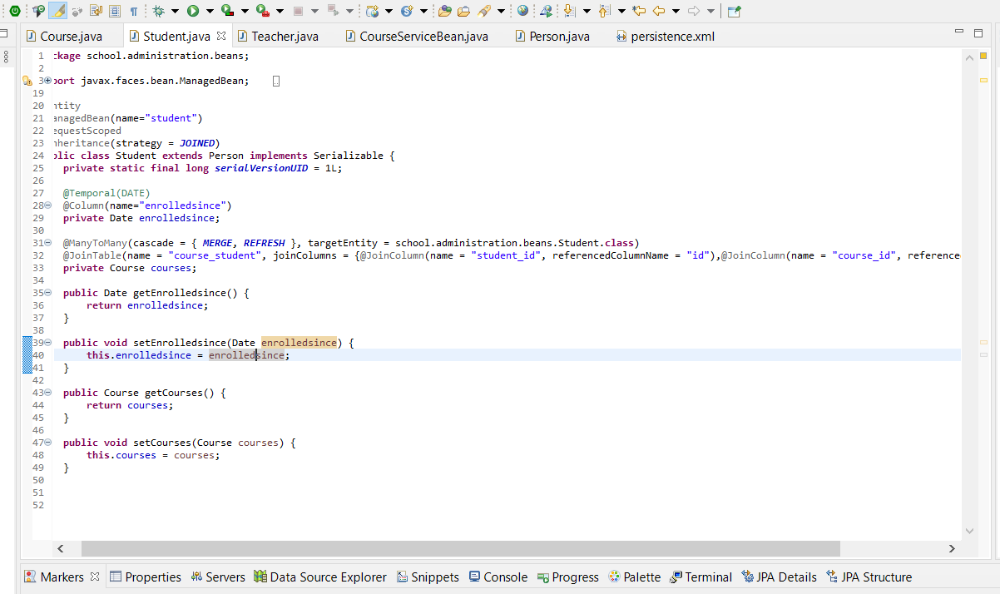 Course.java Student.java Teacher.java CourseServiceBean.java Person.java persistence.xml
1 ckage school.administration.beans;
2
3 port javax.faces.bean.ManagedBean;
19
20 ntity
21 anagedBean(name="student")
22 equestScoped
23 nheritance(strategy = JOINED)
24 blic class Student extends Person implements Serializable {
25 private static final long serialVersionUID = 1L;
26
27 @Temporal(DATE)
28 @Column(name="enrolledsince")
29 private Date enrolledsince;
30
31 @ManyToMany(cascade = { MERGE, REFRESH }, targetEntity = school.administration.beans.Student.class)
32 @JoinTable(name = "course_student", joinColumns = {@JoinColumn(name = "student_id", referencedColumnName = "id"),@JoinColumn(name = "course_id", reference
33 private Course courses;
34
35 public Date getEnrolledsince() {
36 return enrolledsince;
37 }
38
39 public void setEnrolledsince(Date enrolledsince) {
40 this.enrolledsince = enrolledsince;
41 }
42
43 public Course getCourses() {
44 return courses;
45 }
46
47 public void setCourses(Course courses) {
48 this.courses = courses;
49 }
50
51
52
Markers Properties Servers Data Source Explorer Snippets Console Progress Palette Terminal JPA Details JPA Structure